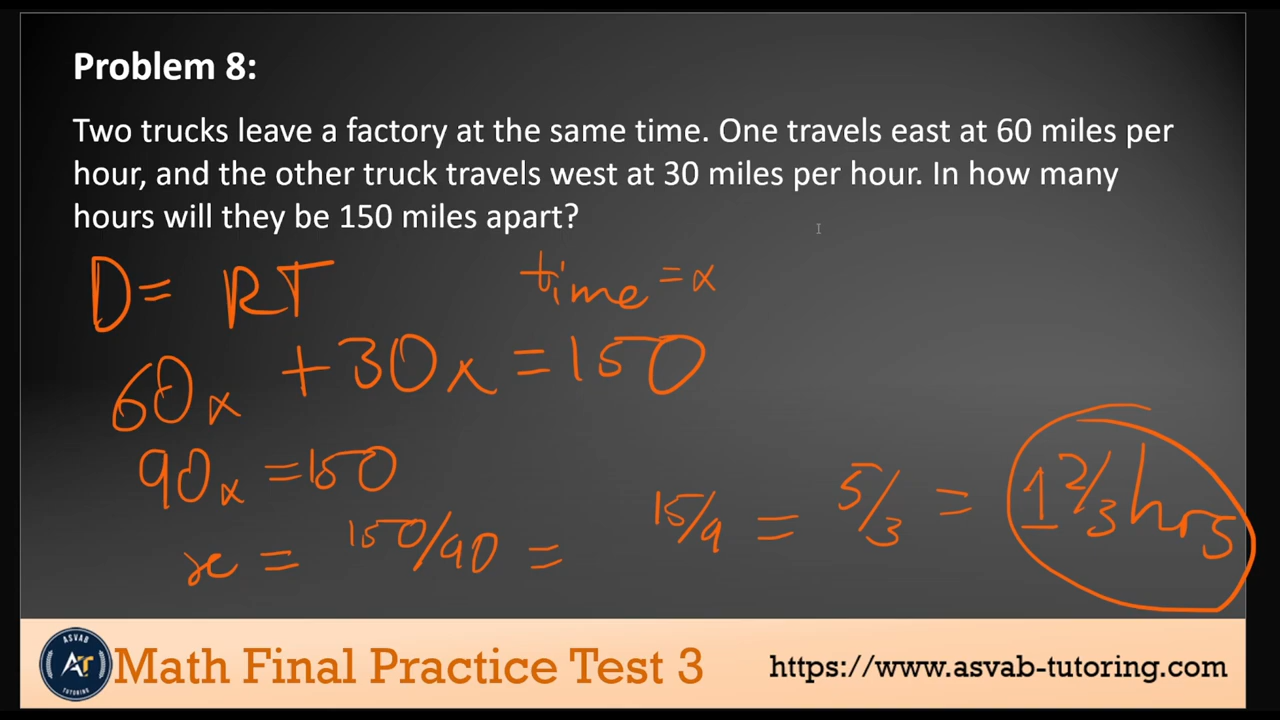 Problem 8:
Two trucks leave a factory at the same time. One travels east at 60 miles per
hour, and the other truck travels west at 30 miles per hour. In how many
hours will they be 150 miles apart?
D = RT time = x
60x + 30x = 150
90x = 150
x = 150/90 = 15/9 = 5/3 = 1 2/3 hrs
ASVAB
AT
TUTORING
Math Final Practice Test 3
https://www.asvab-tutoring.com